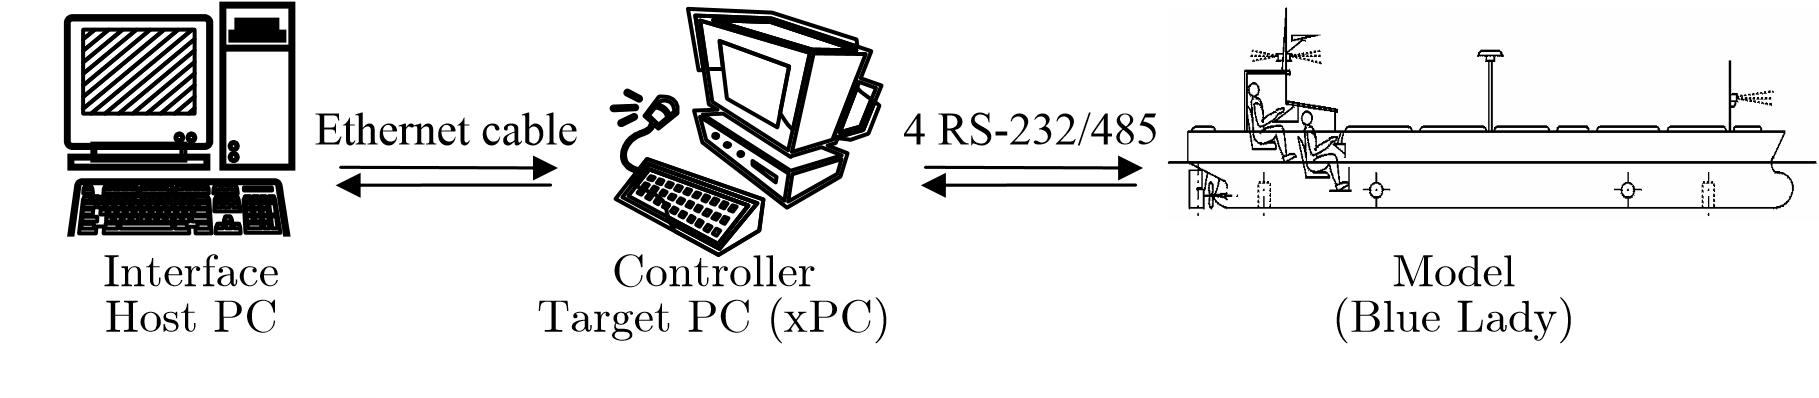 Ethernet cable
4 RS-232/485
Interface
Host PC
Controller
Target PC (xPC)
Model
(Blue Lady)